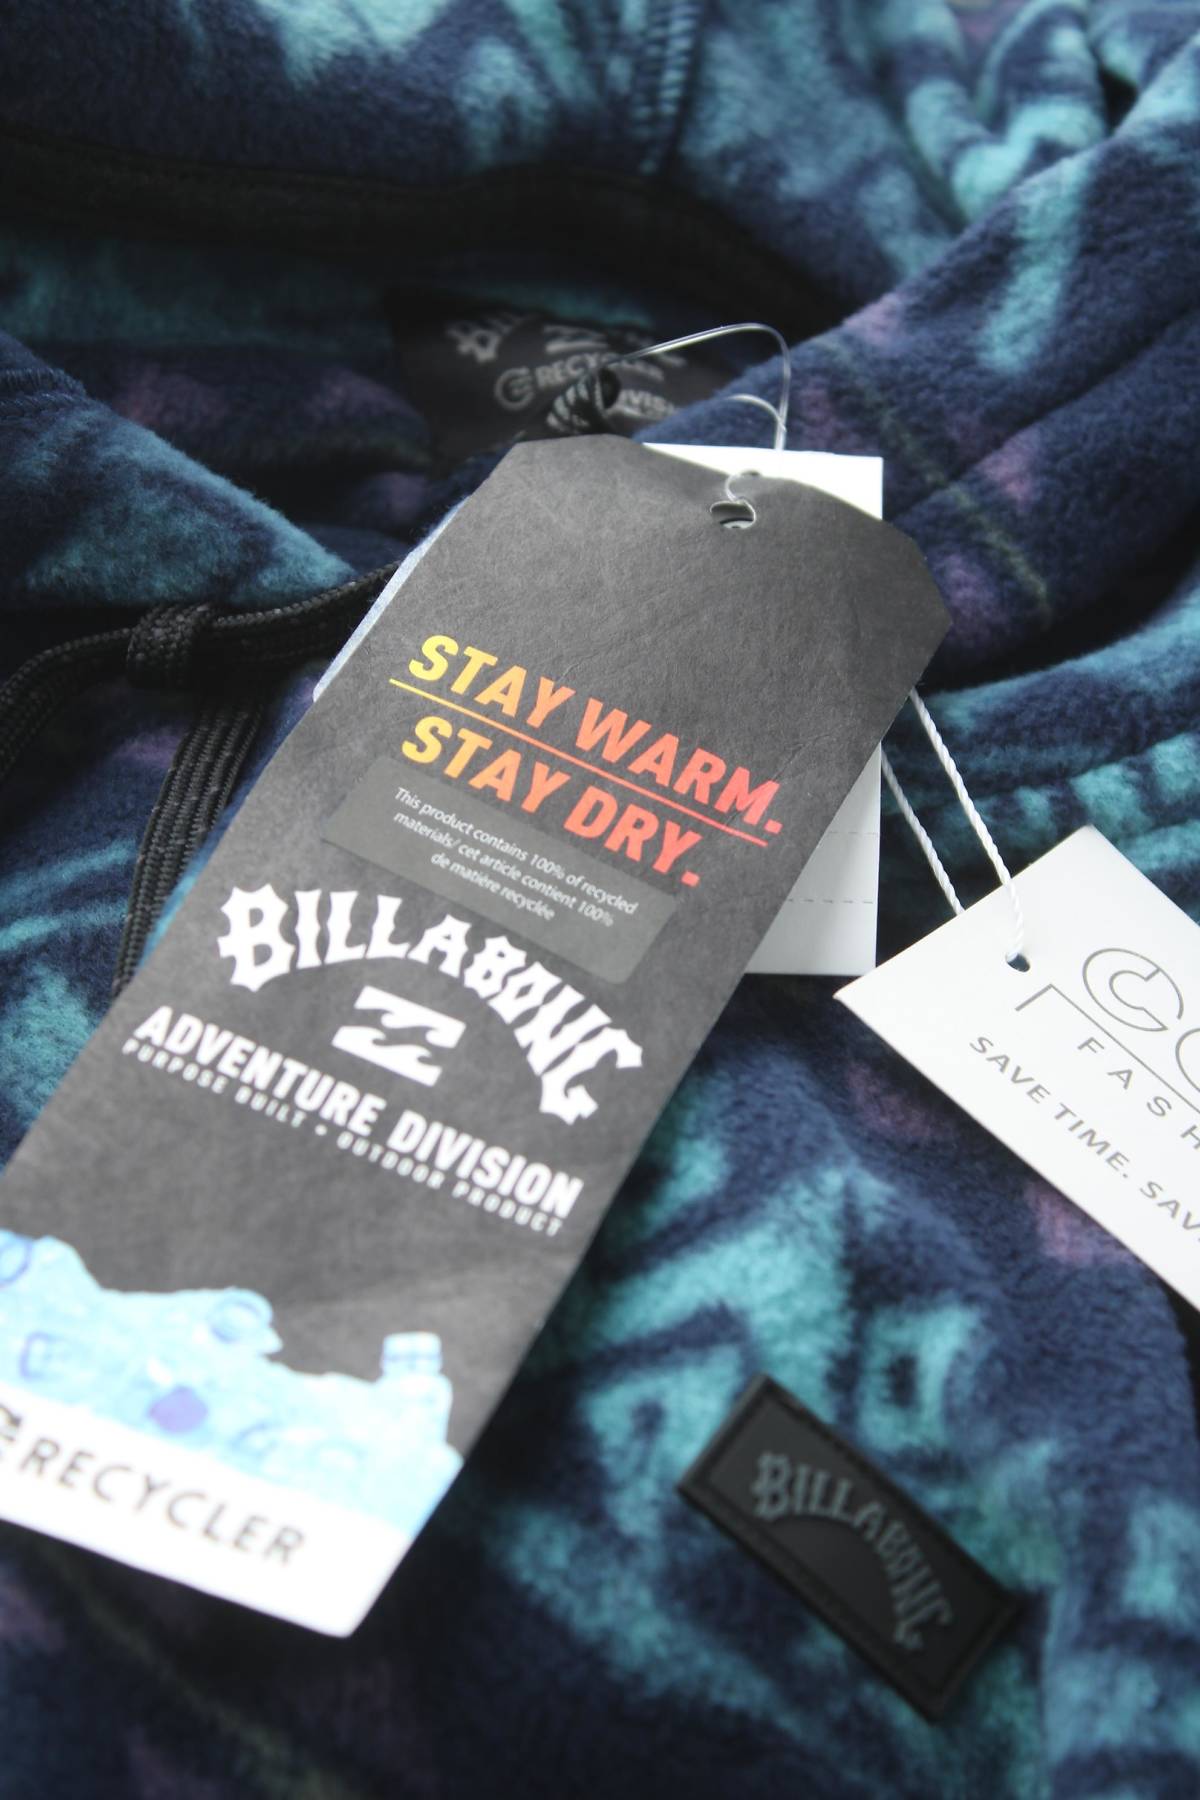 RECYCLER
STAY WARM.
STAY DRY.
This product contains 100% of recycled
materials/ cet article contient 100%
de matière recyclée
BILLABONG
ADVENTURE DIVISION
PURPOSE BUILT + OUTDOOR PRODUCT
RECYCLER
SAVE TIME. SAV
BILLABONG